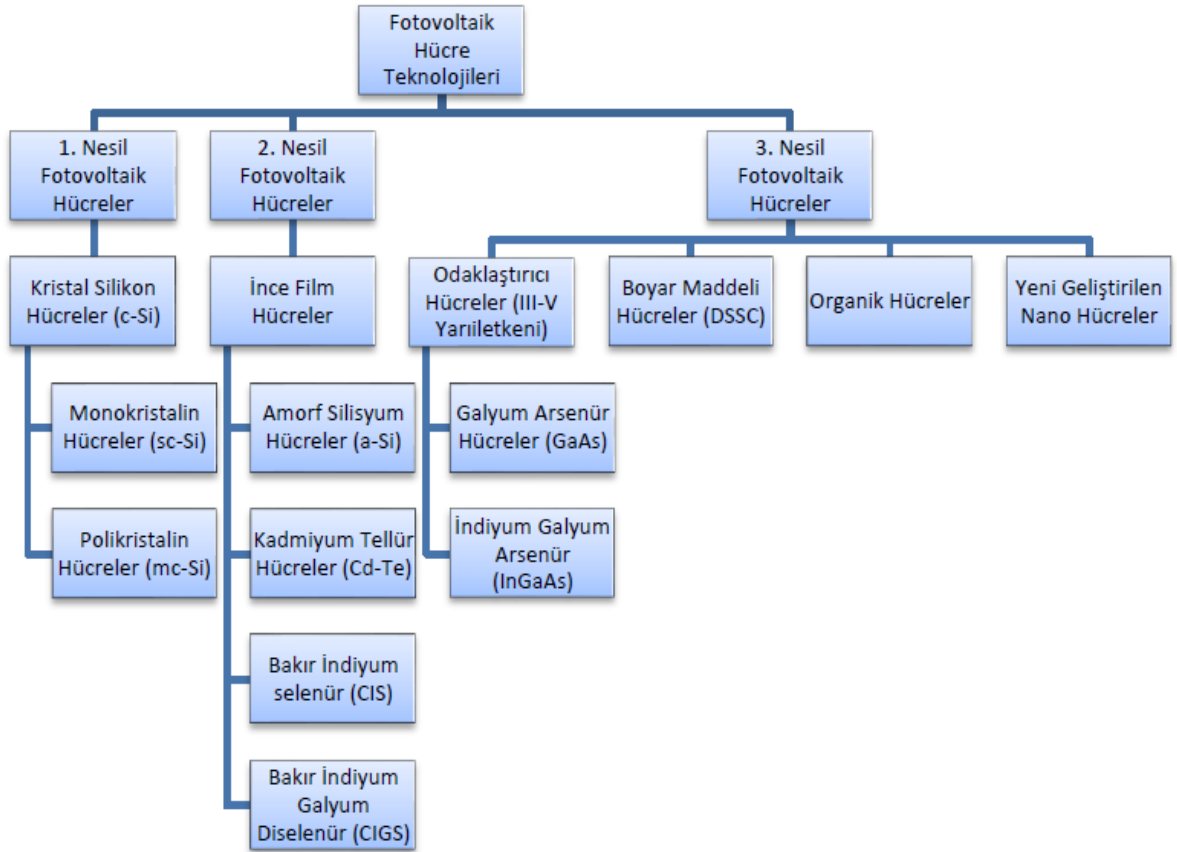 Fotovoltaik
Hücre
Teknolojileri
1. Nesil
Fotovoltaik
Hücreler
2. Nesil
Fotovoltaik
Hücreler
3. Nesil
Fotovoltaik
Hücreler
Kristal Silikon
Hücreler (c-Si)
İnce Film
Hücreler
Odaklaştırıcı
Hücreler (III-V
Yarıiletkeni)
Boyar Maddeli
Hücreler (DSSC)
Organik Hücreler
Yeni Geliştirilen
Nano Hücreler
Monokristalin
Hücreler (sc-Si)
Amorf Silisyum
Hücreler (a-Si)
Galyum Arsenür
Hücreler (GaAs)
Polikristalin
Hücreler (mc-Si)
Kadmiyum Tellür
Hücreler (Cd-Te)
İndiyum Galyum
Arsenür
(InGaAs)
Bakır İndiyum
selenür (CIS)
Bakır İndiyum
Galyum
Diselenür (CIGS)